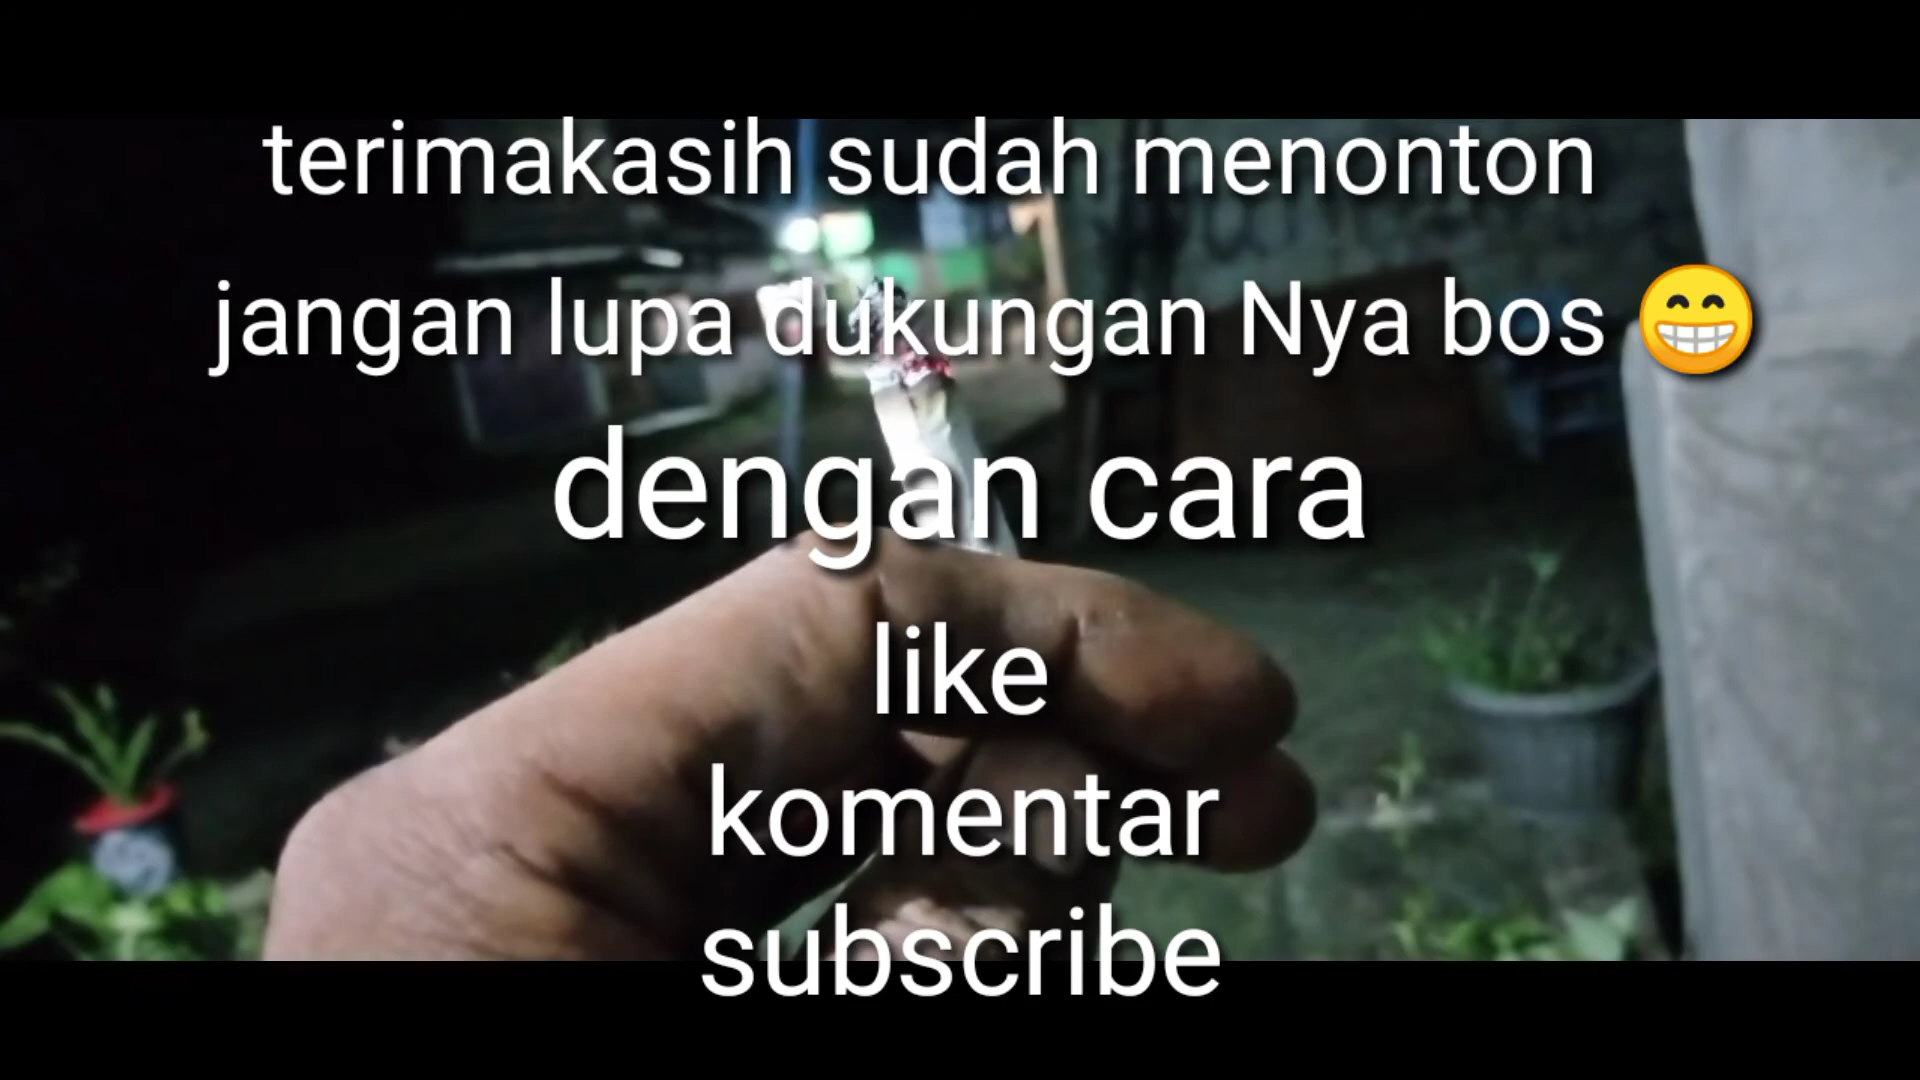 terimakasih sudah menonton
jangan lupa dukungan Nya bos 😁
dengan cara
like
komentar
subscribe